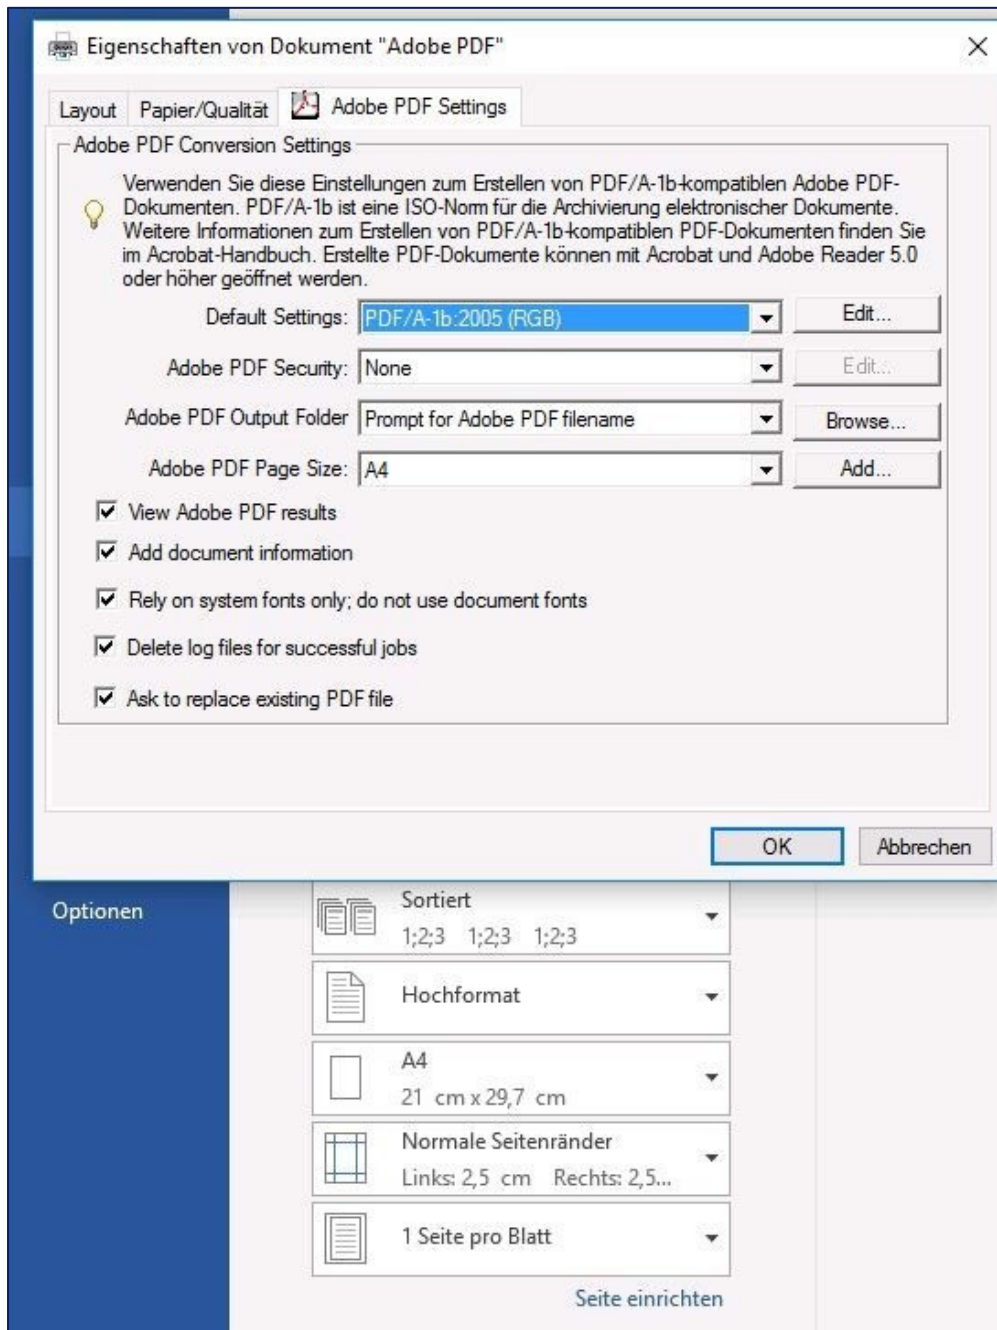 Eigenschaften von Dokument "Adobe PDF"
Layout Papier/Qualität Adobe PDF Settings
Adobe PDF Conversion Settings
Verwenden Sie diese Einstellungen zum Erstellen von PDF/A-1b-kompatiblen Adobe PDF-
Dokumenten. PDF/A-1b ist eine ISO-Norm für die Archivierung elektronischer Dokumente.
Weitere Informationen zum Erstellen von PDF/A-1b-kompatiblen PDF-Dokumenten finden Sie
im Acrobat-Handbuch. Erstellte PDF-Dokumente können mit Acrobat und Adobe Reader 5.0
oder höher geöffnet werden.
Default Settings: PDF/A-1b:2005 (RGB) Edit...
Adobe PDF Security: None Edit...
Adobe PDF Output Folder Prompt for Adobe PDF filename Browse...
Adobe PDF Page Size: A4 Add...
View Adobe PDF results
Add document information
Rely on system fonts only; do not use document fonts
Delete log files for successful jobs
Ask to replace existing PDF file
OK Abbrechen
Optionen
Sortiert
1;2;3 1;2;3 1;2;3
Hochformat
A4
21 cm x 29,7 cm
Normale Seitenränder
Links: 2,5 cm Rechts: 2,5...
1 Seite pro Blatt
Seite einrichten